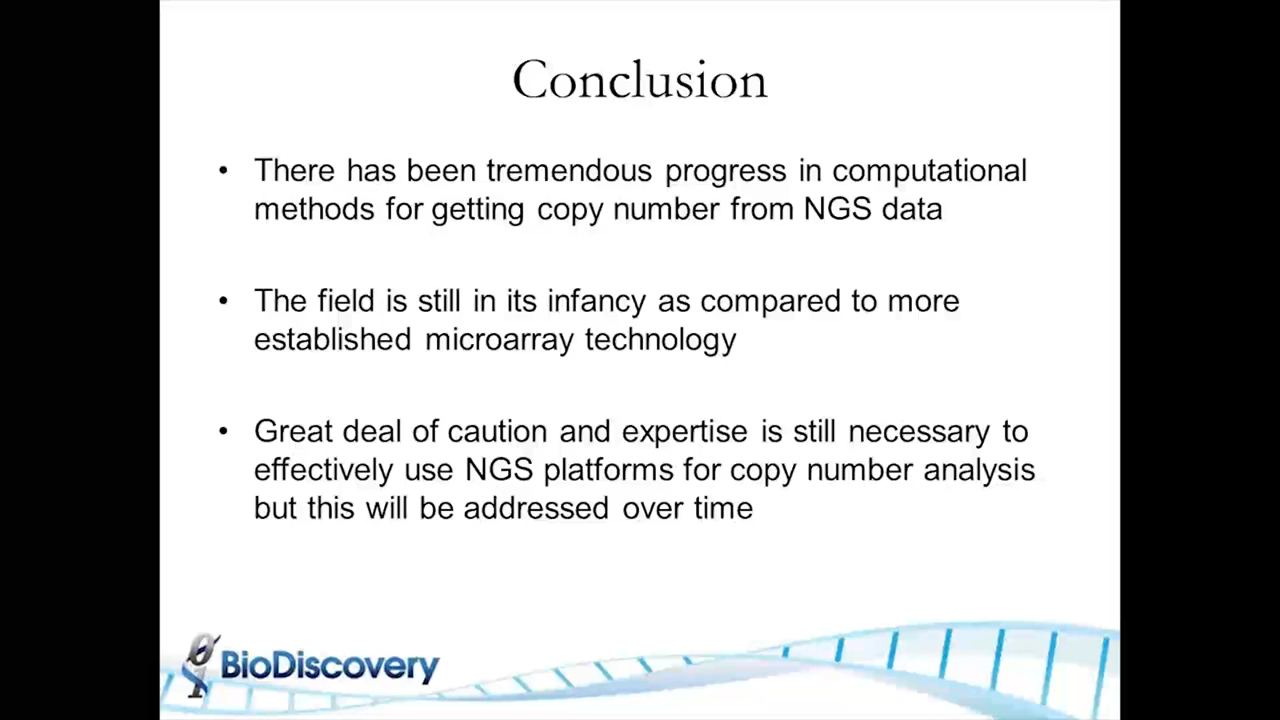 Conclusion
• There has been tremendous progress in computational
methods for getting copy number from NGS data
• The field is still in its infancy as compared to more
established microarray technology
• Great deal of caution and expertise is still necessary to
effectively use NGS platforms for copy number analysis
but this will be addressed over time
BioDiscovery